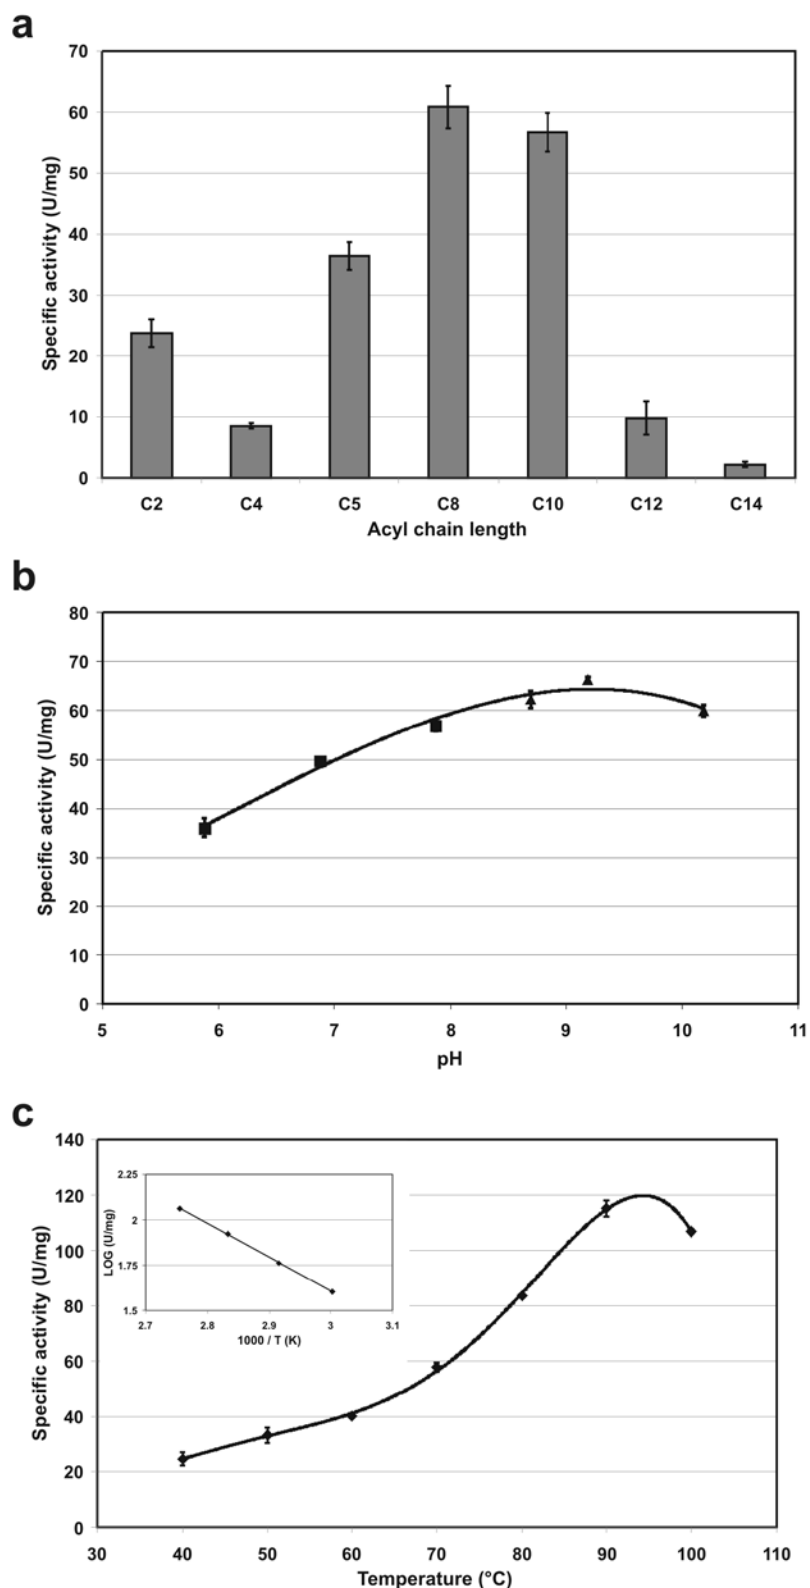 a
70
60
50
40
30
20
10
0
Specific activity (U/mg)
C2 C4 C5 C8 C10 C12 C14
Acyl chain length
b
80
70
60
50
40
30
20
10
0
Specific activity (U/mg)
5 6 7 8 9 10 11
pH
c
140
120
100
80
60
40
20
0
Specific activity (U/mg)
2.25
2
1.75
1.5
LOG (U/mg)
2.7 2.8 2.9 3 3.1
1000 / T (K)
30 40 50 60 70 80 90 100 110
Temperature (°C)